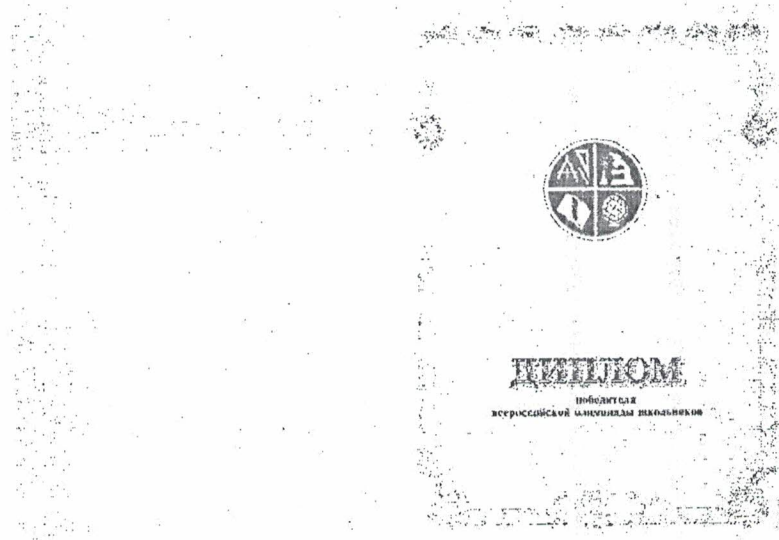 ДИПЛОМ
победителя
всероссийской олимпиады школьников